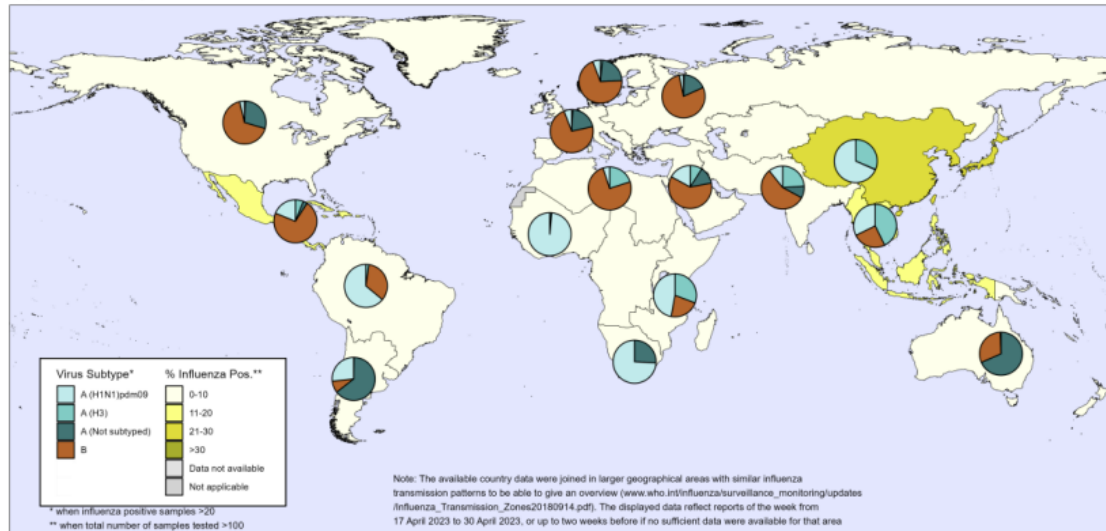 Virus Subtype*
A (H1N1)pdm09
A (H3)
A (Not subtyped)
B
% Influenza Pos.**
0-10
11-20
21-30
>30
Data not available
Not applicable
* when influenza positive samples >20
** when total number of samples tested >100
Note: The available country data were joined in larger geographical areas with similar influenza
transmission patterns to be able to give an overview (www.who.int/influenza/surveillance_monitoring/updates
/Influenza_Transmission_Zones20180914.pdf). The displayed data reflect reports of the week from
17 April 2023 to 30 April 2023, or up to two weeks before if no sufficient data were available for that area